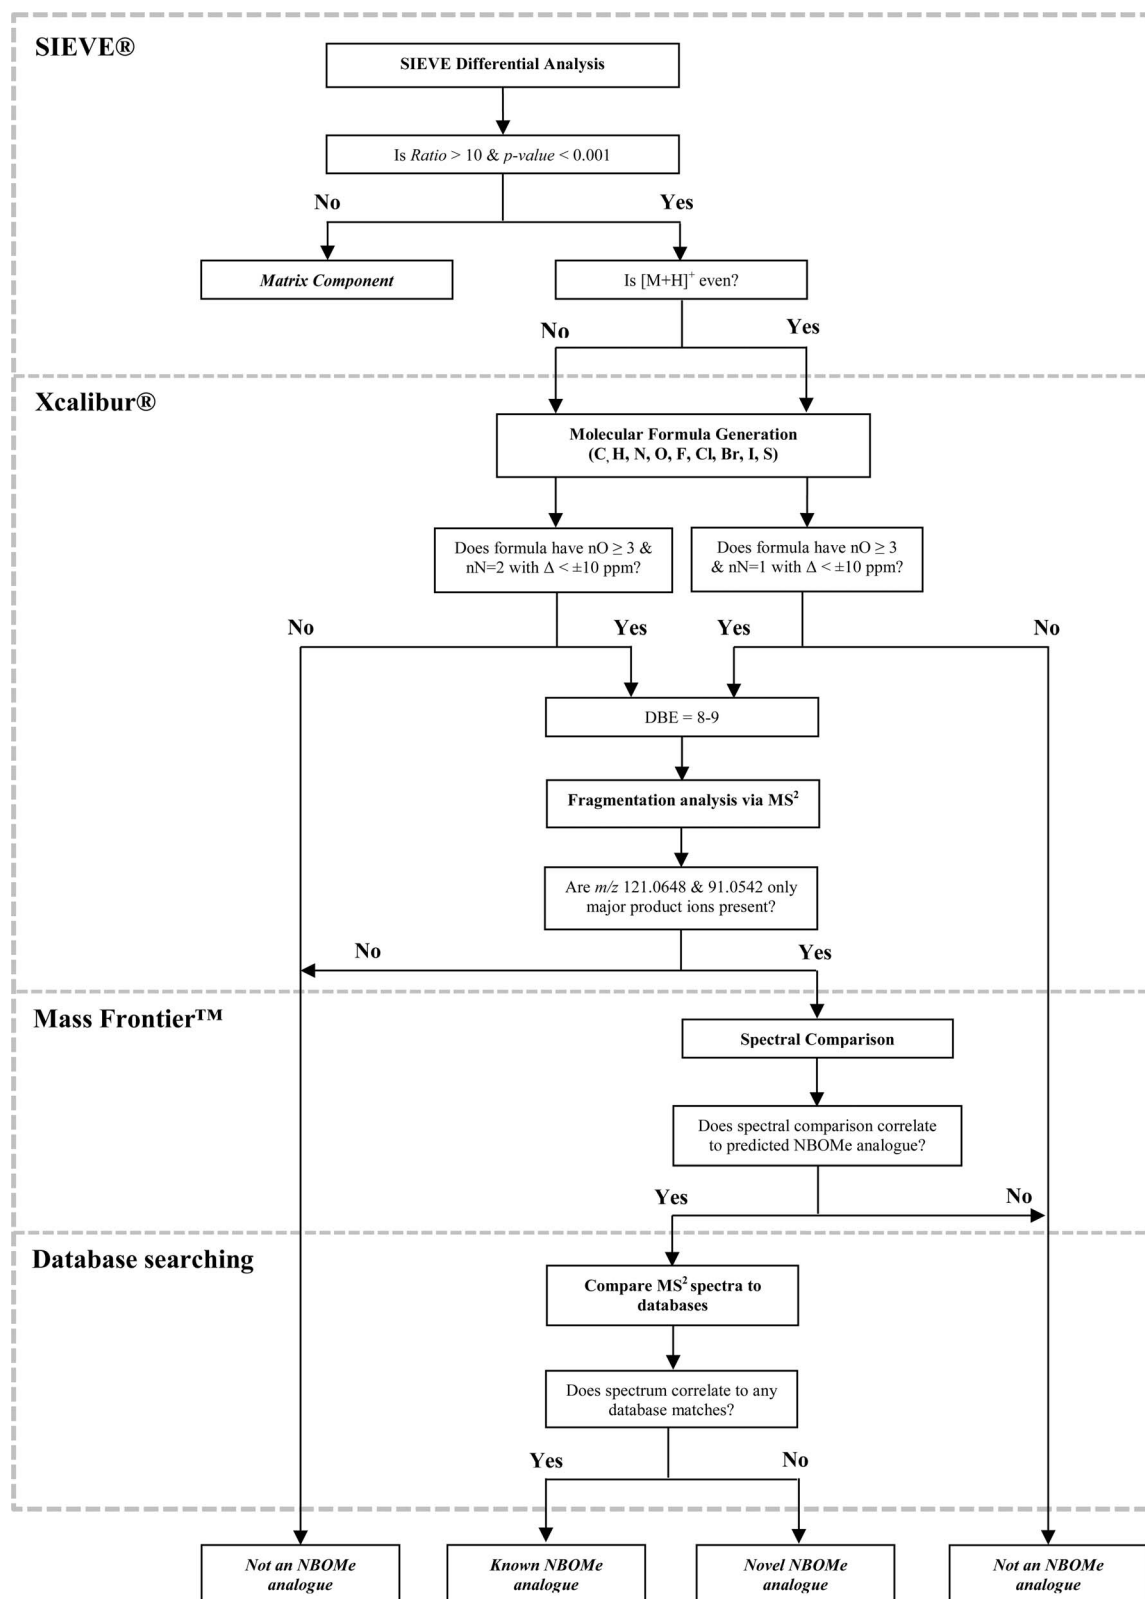 SIEVE®
SIEVE Differential Analysis
Is Ratio > 10 & p-value < 0.001
No
Yes
Matrix Component
Is [M+H]⁺ even?
No
Yes
Xcalibur®
Molecular Formula Generation
(C, H, N, O, F, Cl, Br, I, S)
Does formula have nO ≥ 3 &
nN=2 with Δ < ±10 ppm?
Does formula have nO ≥ 3
& nN=1 with Δ < ±10 ppm?
No
Yes
Yes
No
DBE = 8-9
Fragmentation analysis via MS²
Are m/z 121.0648 & 91.0542 only
major product ions present?
No
Yes
Mass Frontier™
Spectral Comparison
Does spectral comparison correlate
to predicted NBOMe analogue?
Yes
No
Database searching
Compare MS² spectra to
databases
Does spectrum correlate to any
database matches?
Yes
No
Not an NBOMe
analogue
Known NBOMe
analogue
Novel NBOMe
analogue
Not an NBOMe
analogue